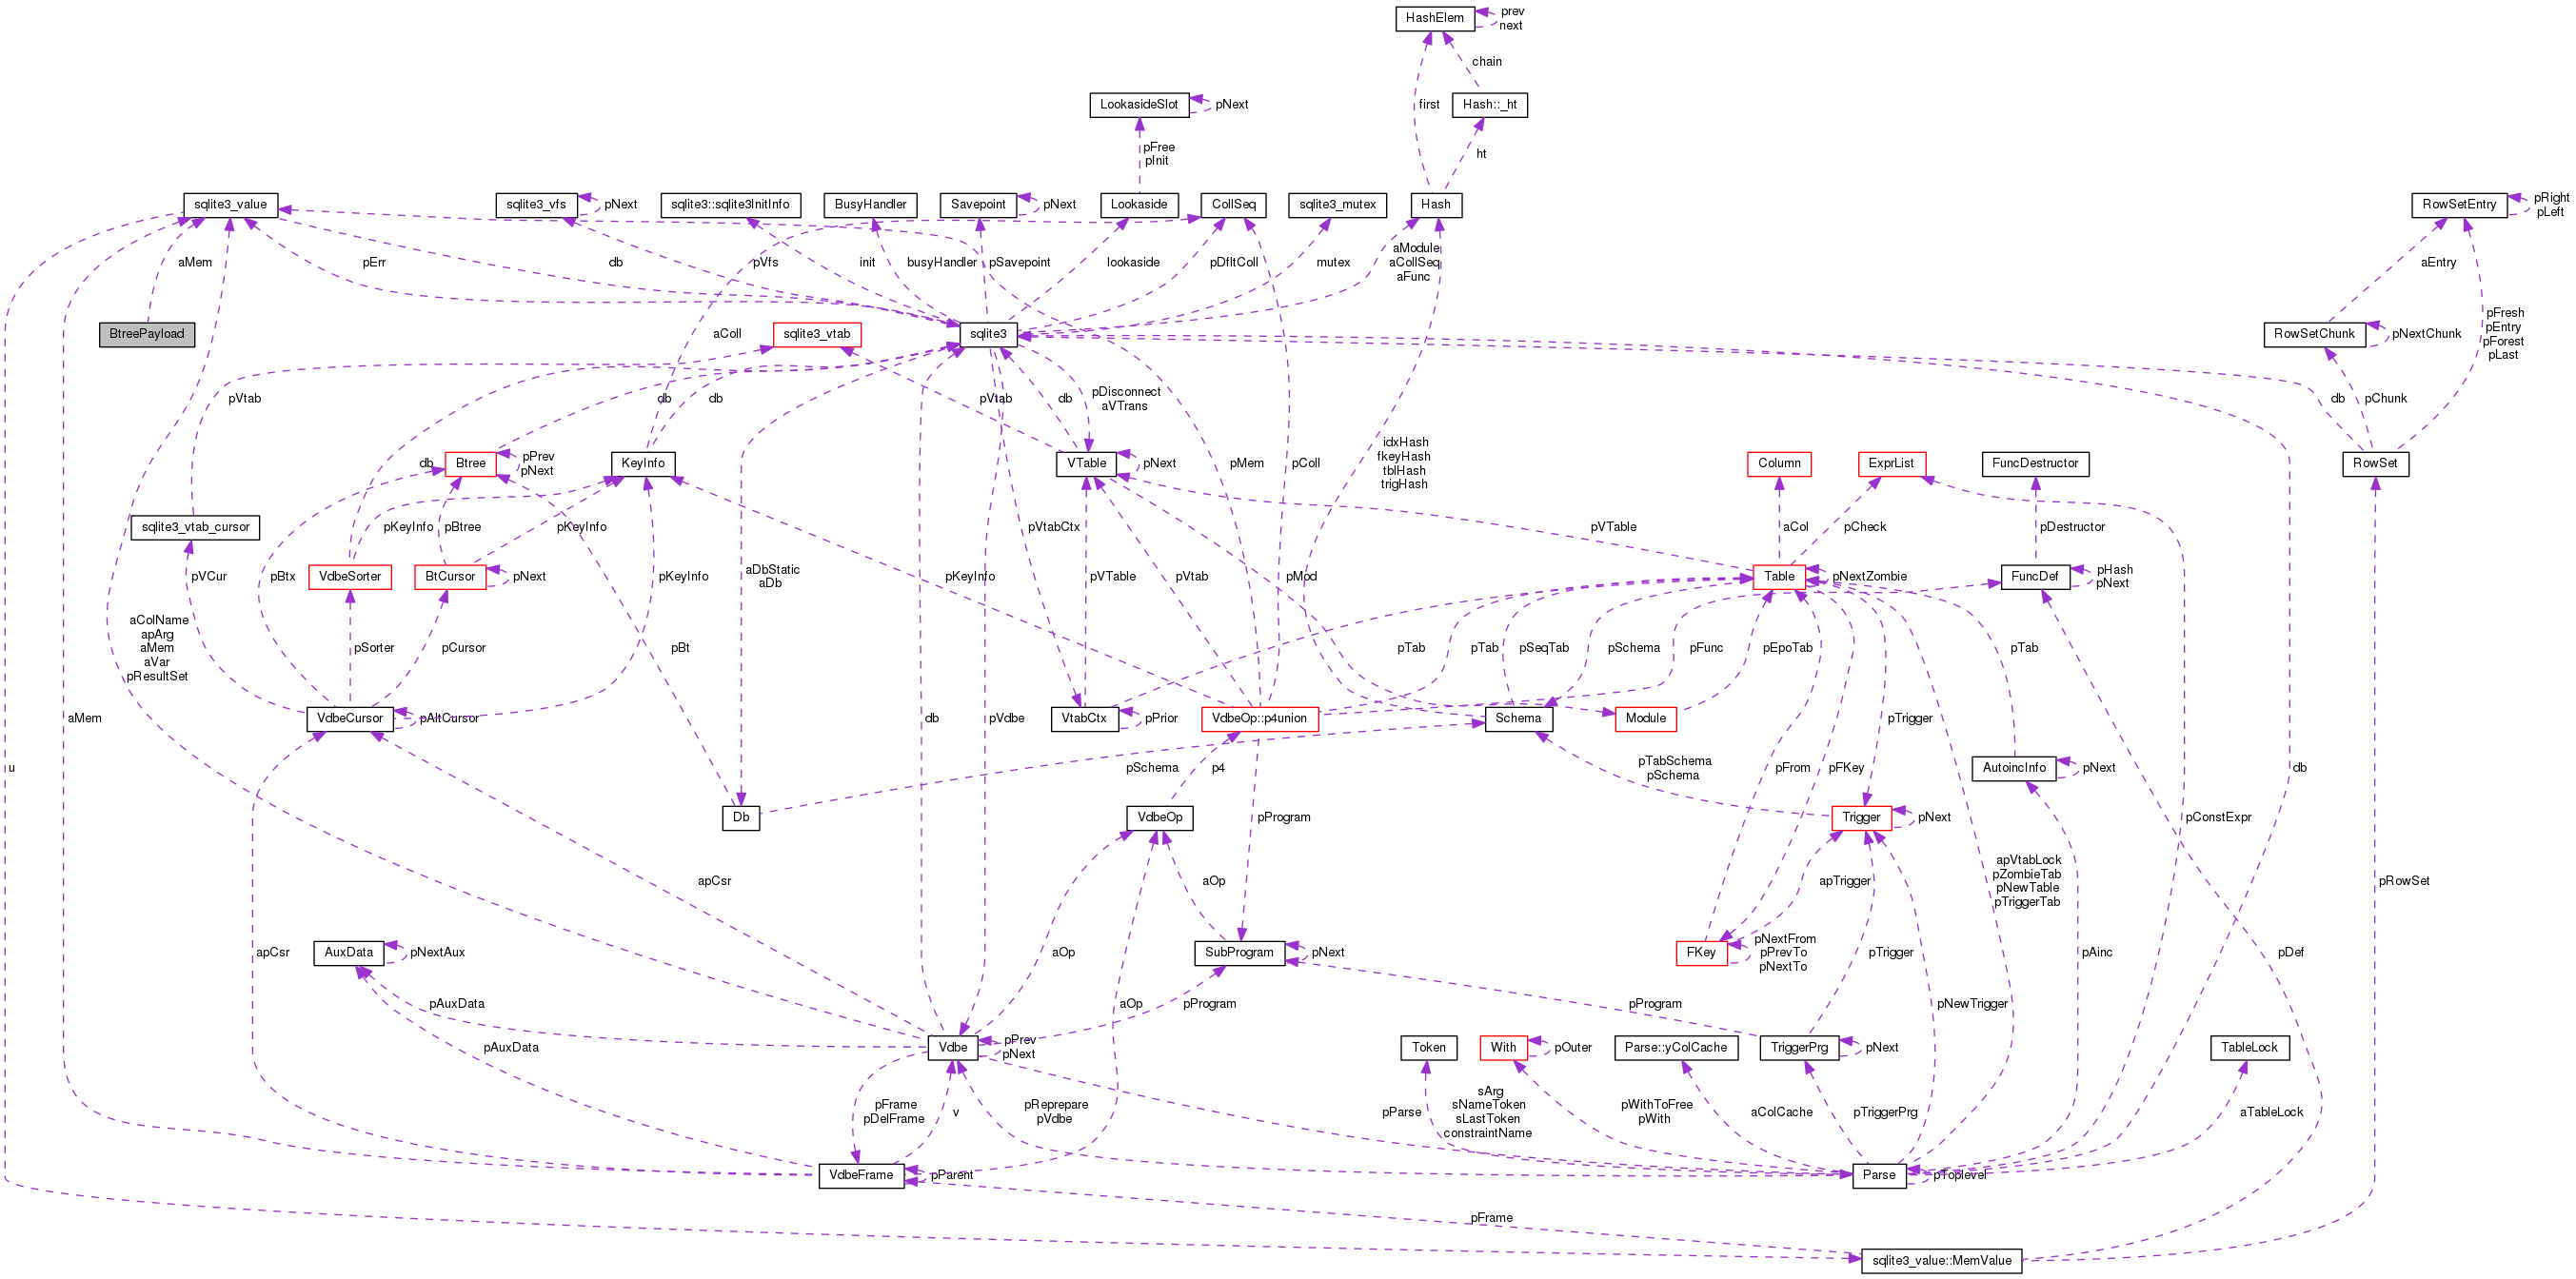 HashElem
prev
next
chain
LookasideSlot
pNext
first
Hash::_ht
pFree
pInit
ht
sqlite3_value
sqlite3_vfs
pNext
sqlite3::sqlite3InitInfo
BusyHandler
Savepoint
pNext
Lookaside
CollSeq
sqlite3_mutex
Hash
RowSetEntry
pRight
pLeft
aMem
pErr
db
pVfs
init
busyHandler
pSavepoint
lookaside
pDfltColl
mutex
aModule
aCollSeq
aFunc
aEntry
BtreePayload
aColl
sqlite3_vtab
sqlite3
RowSetChunk
pNextChunk
pFresh
pEntry
pForest
pLast
pVtab
db
db
pVtab
db
pDisconnect
aVTrans
db
pChunk
db
Btree
pPrev
pNext
KeyInfo
VTable
pNext
pMem
pColl
idxHash
fkeyHash
tblHash
trigHash
Column
ExprList
FuncDestructor
RowSet
sqlite3_vtab_cursor
pKeyInfo
pBtree
pKeyInfo
pVtabCtx
pVTable
aCol
pCheck
pDestructor
pVCur
pBtx
VdbeSorter
BtCursor
pNext
pKeyInfo
aDbStatic
aDb
pKeyInfo
pVTable
pVtab
pMod
Table
pNextZombie
FuncDef
pHash
pNext
aColName
apArg
aMem
aVar
pResultSet
pSorter
pCursor
pBt
pTab
pTab
pSeqTab
pSchema
pFunc
pEpoTab
pTab
pDef
aMem
VdbeCursor
pAltCursor
db
pVdbe
VtabCtx
pPrior
VdbeOp::p4union
Schema
Module
pTrigger
u
pSchema
p4
pTabSchema
pSchema
pFrom
pFKey
AutoincInfo
pNext
db
Db
VdbeOp
pProgram
Trigger
pNext
pConstExpr
apCsr
aOp
aOp
apTrigger
apVtabLock
pZombieTab
pNewTable
pTriggerTab
pRowSet
AuxData
pNextAux
apCsr
SubProgram
pNext
FKey
pNextFrom
pPrevTo
pNextTo
pTrigger
pAinc
pAuxData
aOp
pProgram
pProgram
pNewTrigger
pAuxData
Vdbe
pPrev
pNext
Token
With
pOuter
Parse::yColCache
TriggerPrg
pNext
TableLock
pFrame
pDelFrame
v
pReprepare
pVdbe
pParse
sArg
sNameToken
sLastToken
constraintName
pWithToFree
pWith
aColCache
pTriggerPrg
aTableLock
VdbeFrame
pParent
Parse
pToplevel
pFrame
sqlite3_value::MemValue